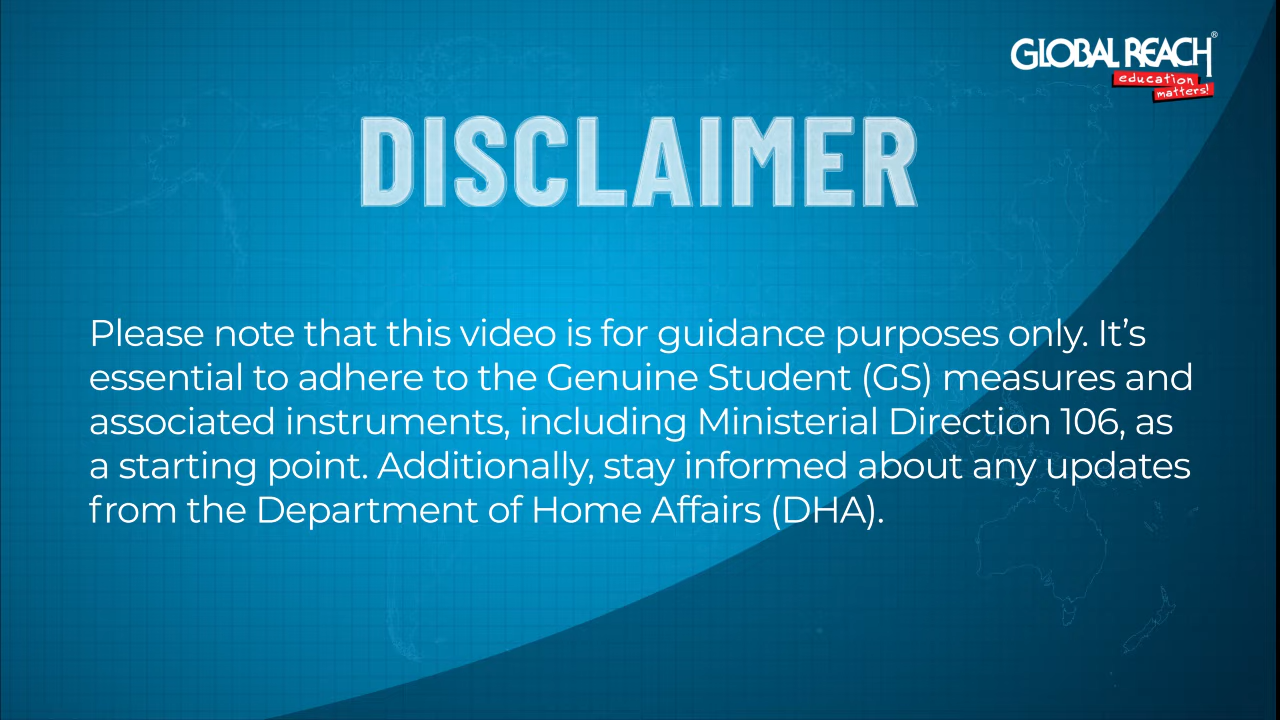 GLOBAL REACH®
education
matters!
DISCLAIMER
Please note that this video is for guidance purposes only. It’s
essential to adhere to the Genuine Student (GS) measures and
associated instruments, including Ministerial Direction 106, as
a starting point. Additionally, stay informed about any updates
from the Department of Home Affairs (DHA).